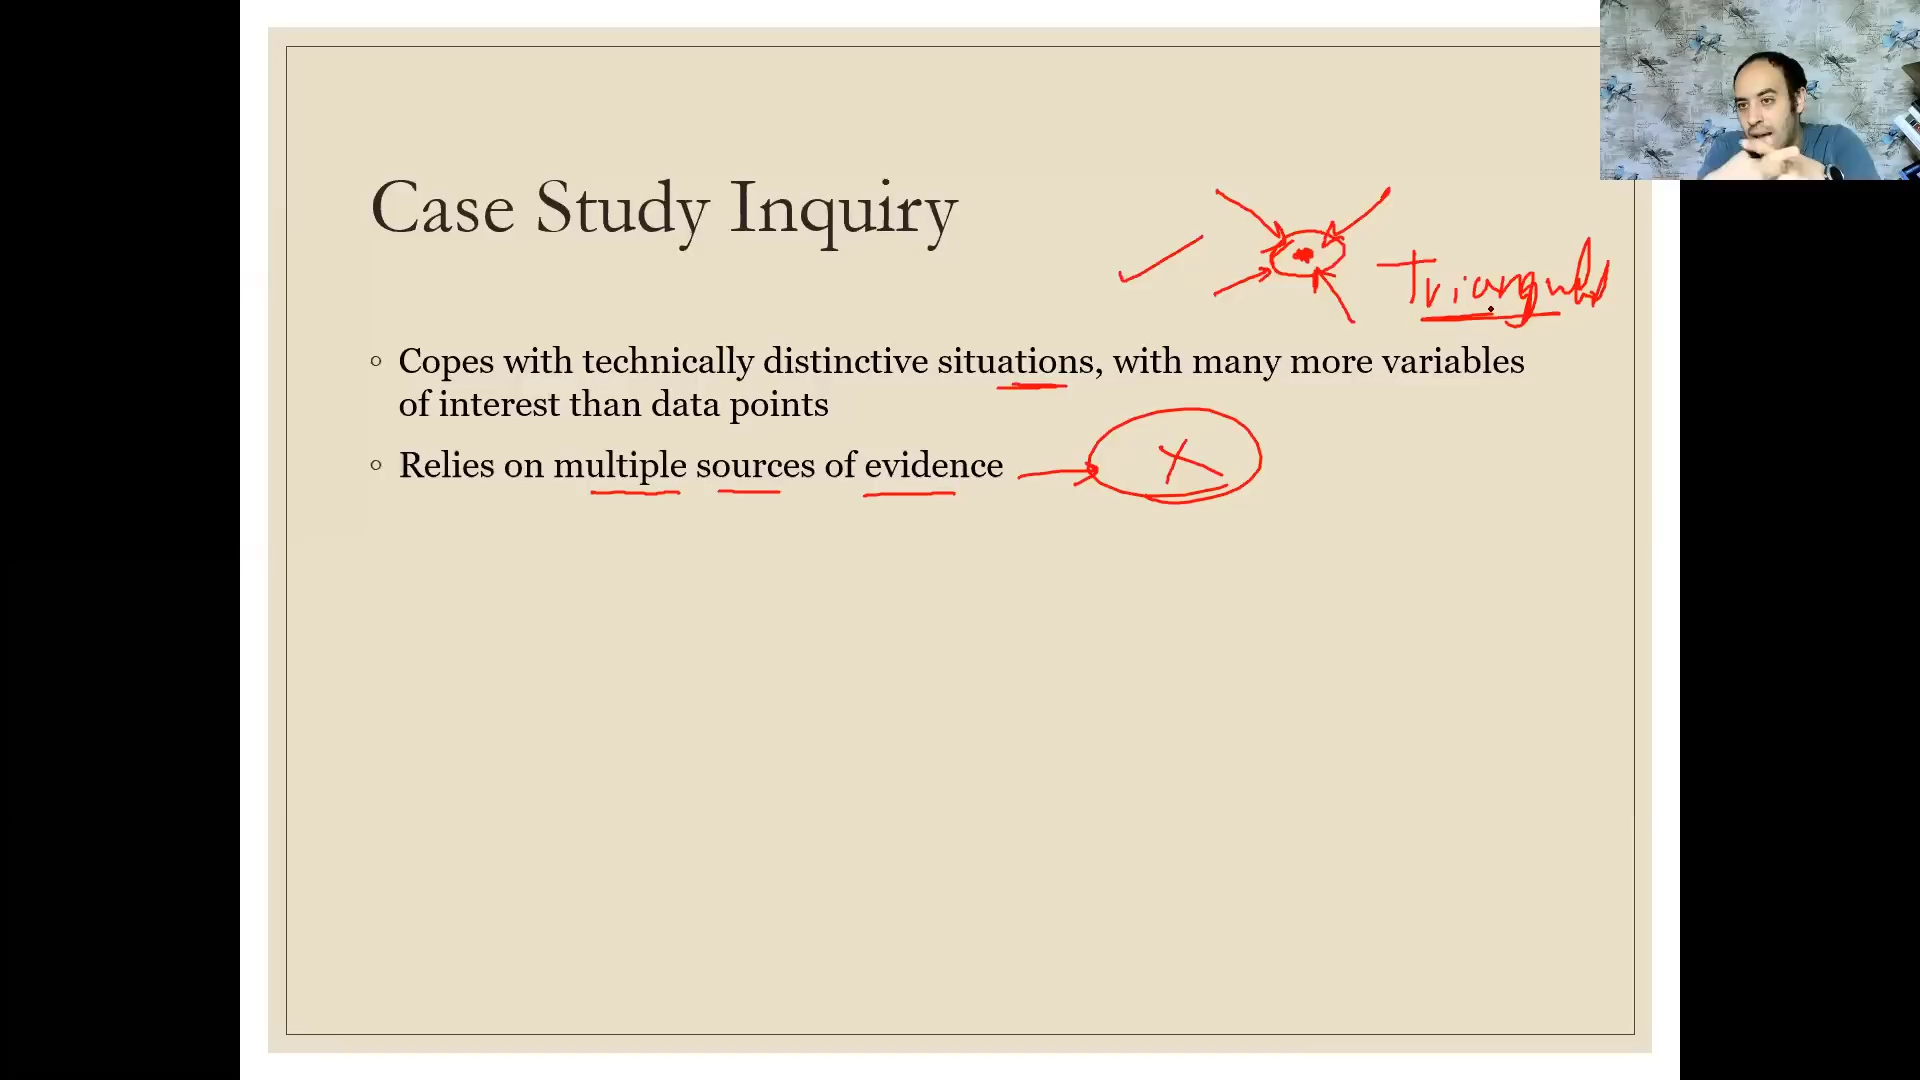 Case Study Inquiry
Triangul
◦ Copes with technically distinctive situations, with many more variables
of interest than data points
◦ Relies on multiple sources of evidence
X